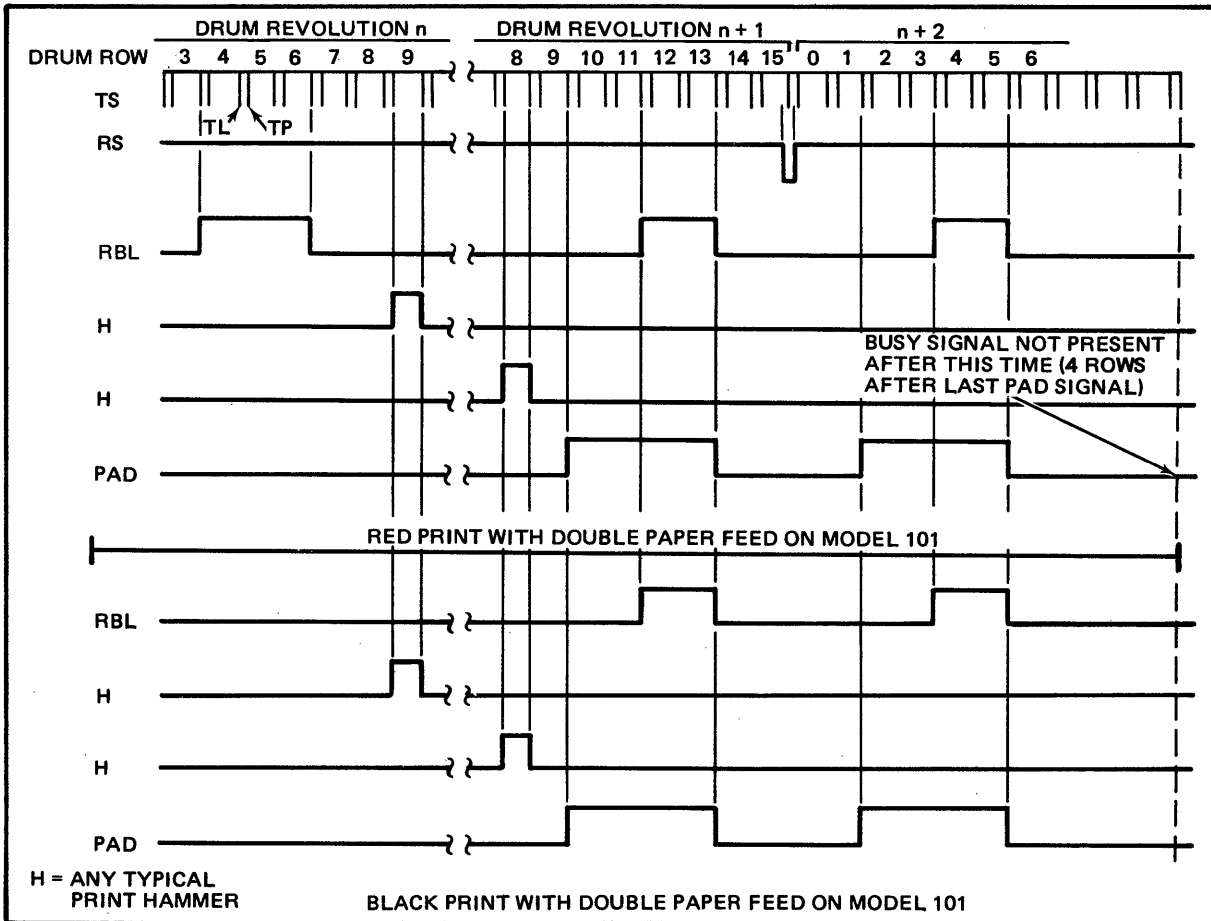 DRUM REVOLUTION n DRUM REVOLUTION n + 1 n + 2
DRUM ROW 3 4 5 6 7 8 9 8 9 10 11 12 13 14 15 0 1 2 3 4 5 6
TS
TL TP
RS
RBL
H
BUSY SIGNAL NOT PRESENT
AFTER THIS TIME (4 ROWS
AFTER LAST PAD SIGNAL)
H
PAD
RED PRINT WITH DOUBLE PAPER FEED ON MODEL 101
RBL
H
H
PAD
H = ANY TYPICAL
PRINT HAMMER
BLACK PRINT WITH DOUBLE PAPER FEED ON MODEL 101